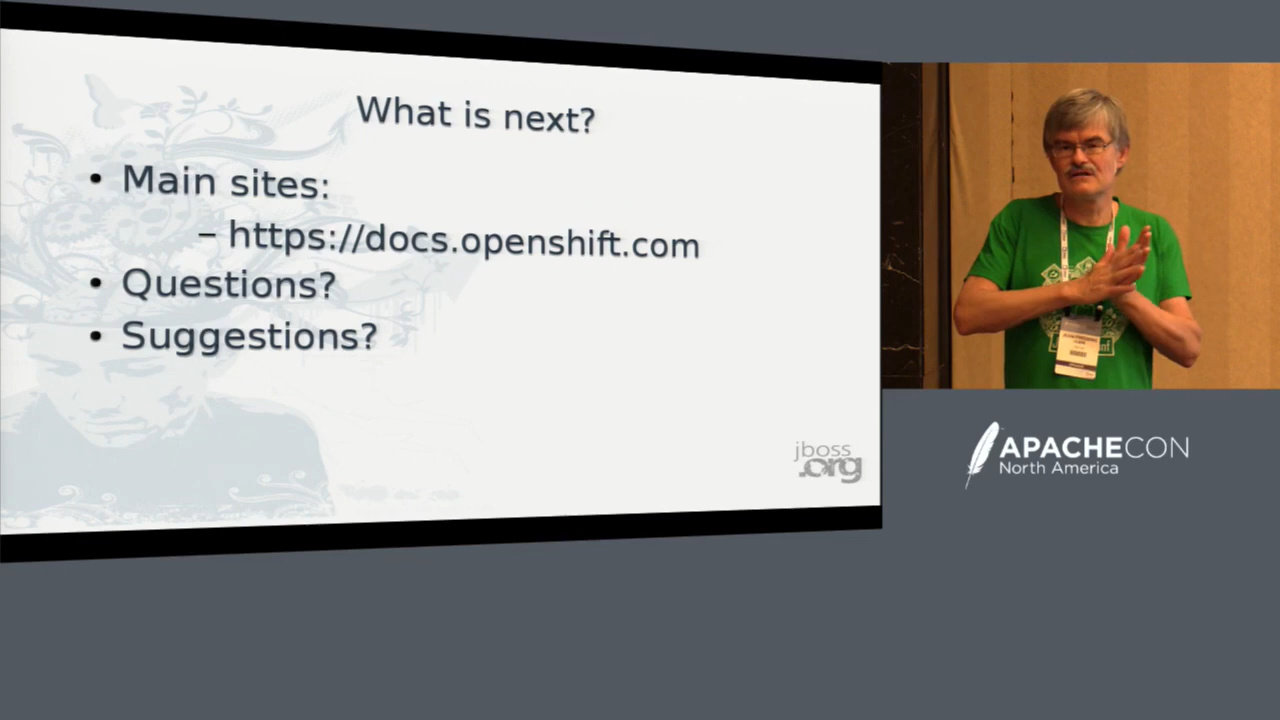 What is next?
• Main sites:
– https://docs.openshift.com
• Questions?
• Suggestions?
jboss
.org
APACHECON
North America